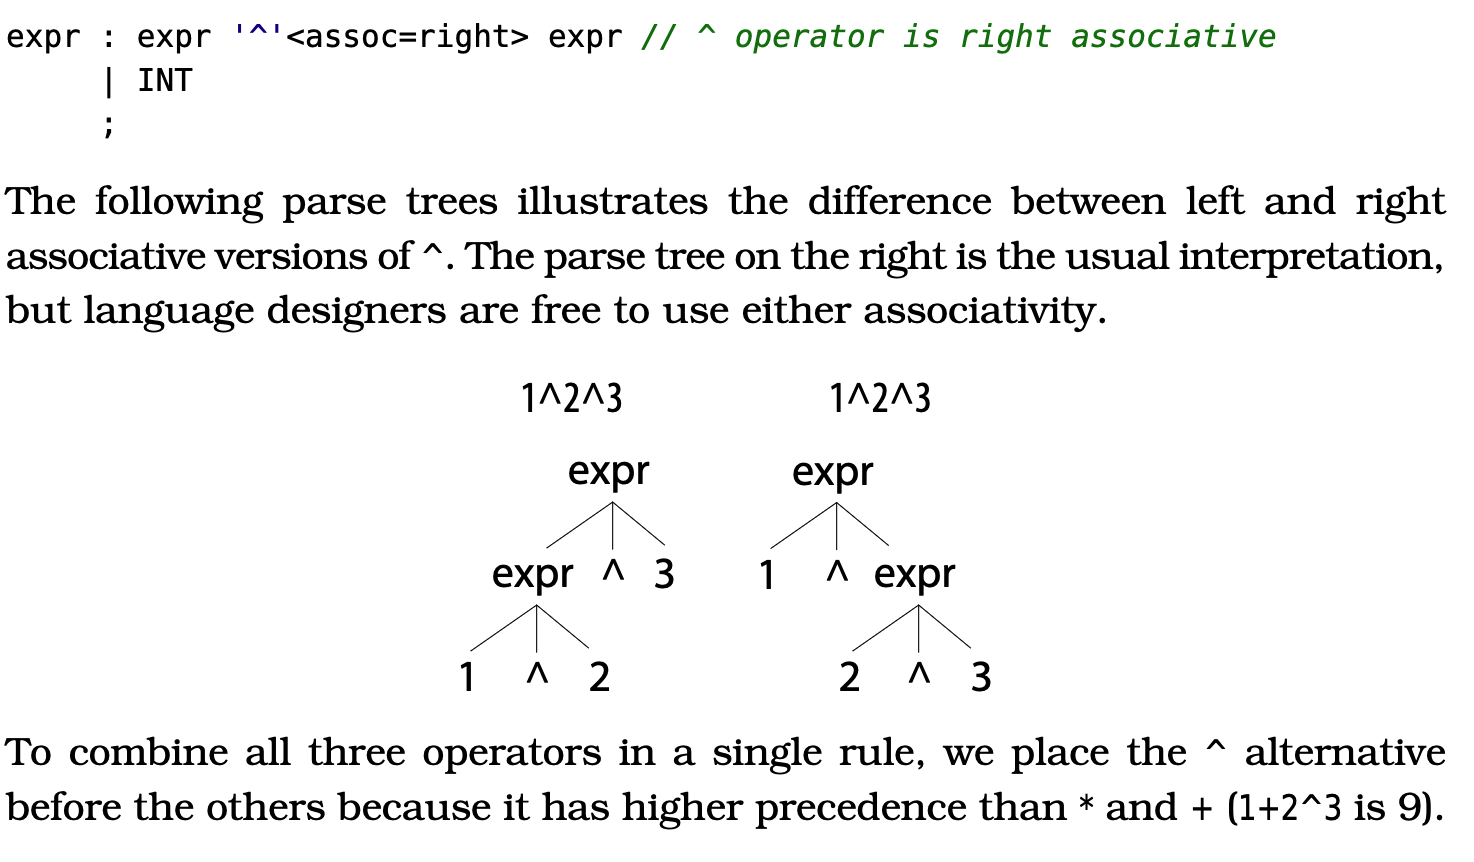 expr : expr '^'<assoc=right> expr // ^ operator is right associative
| INT
;
The following parse trees illustrates the difference between left and right
associative versions of ^. The parse tree on the right is the usual interpretation,
but language designers are free to use either associativity.
1^2^3 1^2^3
expr expr
expr ^ 3 1 ^ expr
1 ^ 2 2 ^ 3
To combine all three operators in a single rule, we place the ^ alternative
before the others because it has higher precedence than * and + (1+2^3 is 9).